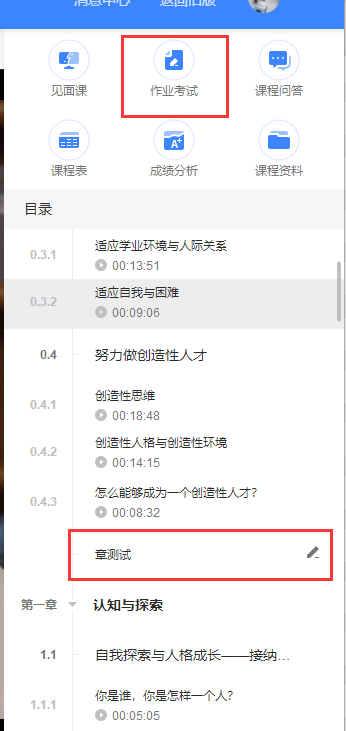 消息中心 返回旧版
见面课 作业考试 课程问答
课程表 成绩分析 课程资料
目录
0.3.1 适应学业环境与人际关系
00:13:51
0.3.2 适应自我与困难
00:09:06
0.4 努力做创造性人才
0.4.1 创造性思维
00:18:48
0.4.2 创造性人格与创造性环境
00:14:15
0.4.3 怎么能够成为一个创造性人才?
00:08:32
章测试
第一章 认知与探索
1.1 自我探索与人格成长——接纳…
1.1.1 你是谁，你是怎样一个人?
00:05:05